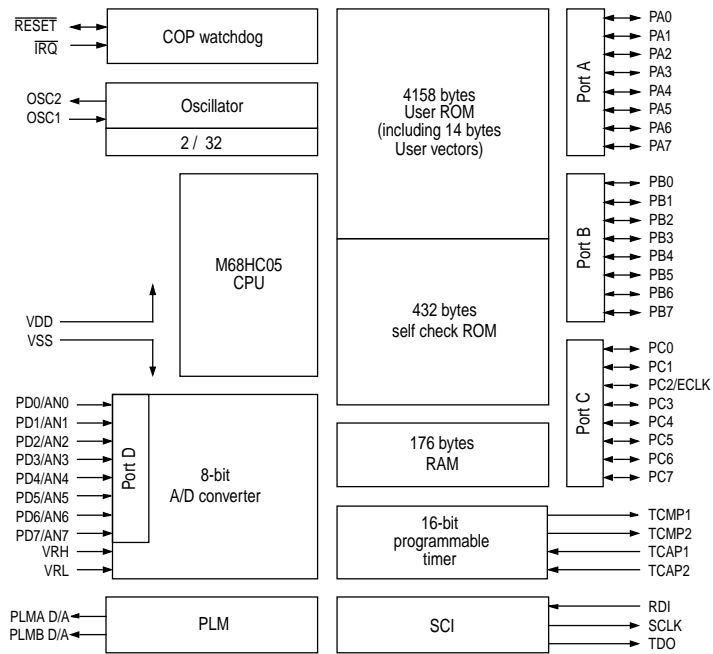 RESET
IRQ
COP watchdog
OSC2
OSC1
Oscillator
2 / 32
M68HC05
CPU
VDD
VSS
PD0/AN0
PD1/AN1
PD2/AN2
PD3/AN3
PD4/AN4
PD5/AN5
PD6/AN6
PD7/AN7
VRH
VRL
Port D
8-bit
A/D converter
PLMA D/A
PLMB D/A
PLM
4158 bytes
User ROM
(including 14 bytes
User vectors)
432 bytes
self check ROM
176 bytes
RAM
16-bit
programmable
timer
SCI
Port A
PA0
PA1
PA2
PA3
PA4
PA5
PA6
PA7
Port B
PB0
PB1
PB2
PB3
PB4
PB5
PB6
PB7
Port C
PC0
PC1
PC2/ECLK
PC3
PC4
PC5
PC6
PC7
TCMP1
TCMP2
TCAP1
TCAP2
RDI
SCLK
TDO